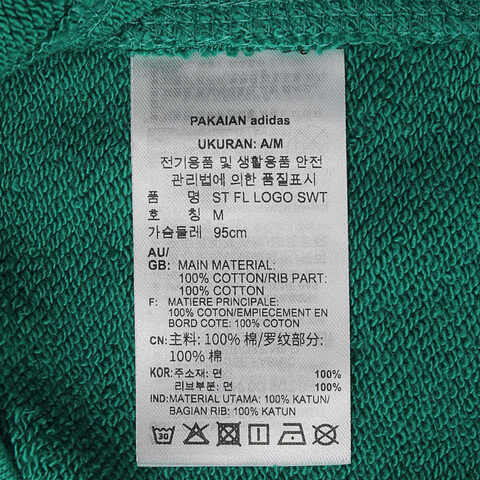 PAKAIAN adidas
UKURAN: A/M
전기용품 및 생활용품 안전
관리법에 의한 품질표시
품 명 ST FL LOGO SWT
호 칭 M
가슴둘레 95cm
AU/
GB: MAIN MATERIAL:
100% COTTON/RIB PART:
100% COTTON
F: MATIERE PRINCIPALE:
100% COTON/EMPIECEMENT EN
BORD COTE: 100% COTON
CN: 主料: 100% 棉/罗纹部分:
100% 棉
KOR: 주소재: 면 100%
리브부분: 면 100%
IND: MATERIAL UTAMA: 100% KATUN/
BAGIAN RIB: 100% KATUN
30